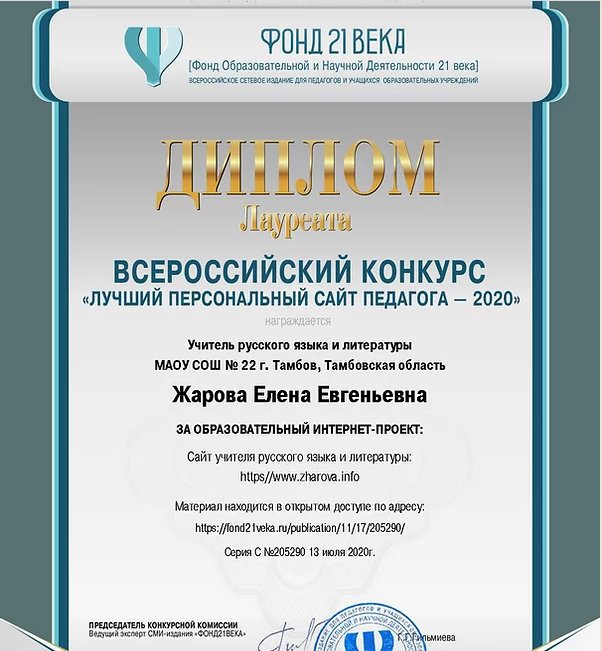 ФОНД 21 ВЕКА
[Фонд Образовательной и Научной Деятельности 21 века]
ВСЕРОССИЙСКОЕ СЕТЕВОЕ ИЗДАНИЕ ДЛЯ ПЕДАГОГОВ И УЧАЩИХСЯ ОБРАЗОВАТЕЛЬНЫХ УЧРЕЖДЕНИЙ
ДИПЛОМ
Лауреата
ВСЕРОССИЙСКИЙ КОНКУРС
«ЛУЧШИЙ ПЕРСОНАЛЬНЫЙ САЙТ ПЕДАГОГА – 2020»
награждается
Учитель русского языка и литературы
МАОУ СОШ № 22 г. Тамбов, Тамбовская область
Жарова Елена Евгеньевна
ЗА ОБРАЗОВАТЕЛЬНЫЙ ИНТЕРНЕТ-ПРОЕКТ:
Сайт учителя русского языка и литературы:
https//www.zharova.info
Материал находится в открытом доступе по адресу:
https://fond21veka.ru/publication/11/17/205290/
Серия С №205290 13 июля 2020г.
ПРЕДСЕДАТЕЛЬ КОНКУРСНОЙ КОМИССИИ
Ведущий эксперт СМИ-издания «ФОНД21ВЕКА»
Г.Г.Гильмиева